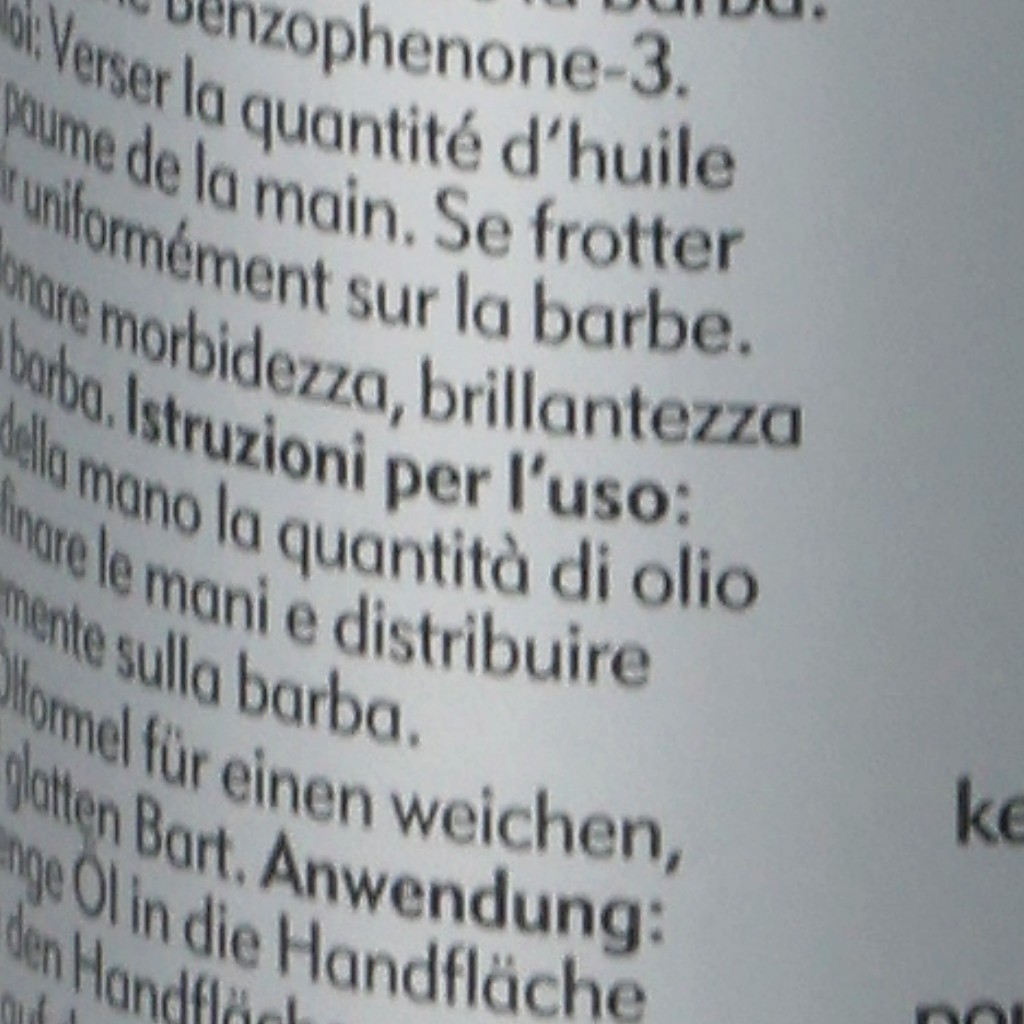 barba.
Benzophenone-3.
Verser la quantité d'huile
paume de la main. Se frotter
uniformément sur la barbe.
morbidezza, brillantezza
barba. Istruzioni per l'uso:
della mano la quantità di olio
le mani e distribuire
sulla barba.
für einen weichen,
glatten Bart. Anwendung:
Öl in die Handfläche
den